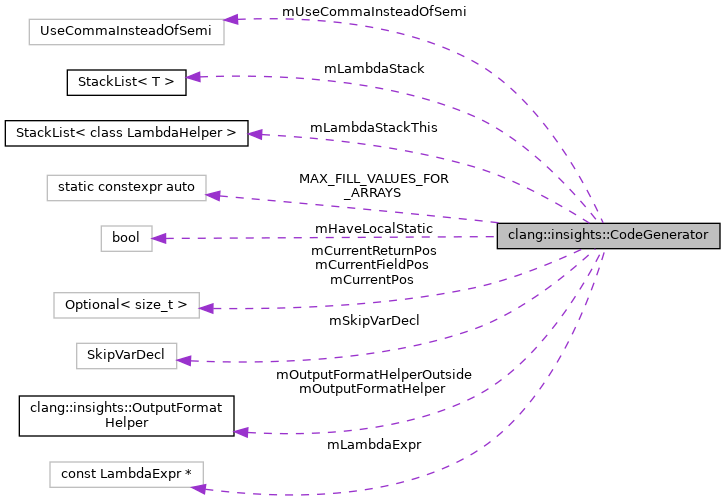 mUseCommaInsteadOfSemi
UseCommaInsteadOfSemi
mLambdaStack
StackList< T >
mLambdaStackThis
StackList< class LambdaHelper >
MAX_FILL_VALUES_FOR
_ARRAYS
static constexpr auto
mHaveLocalStatic
bool
clang::insights::CodeGenerator
mCurrentReturnPos
mCurrentFieldPos
mCurrentPos
Optional< size_t >
mSkipVarDecl
SkipVarDecl
mOutputFormatHelperOutside
mOutputFormatHelper
clang::insights::OutputFormat
Helper
mLambdaExpr
const LambdaExpr *